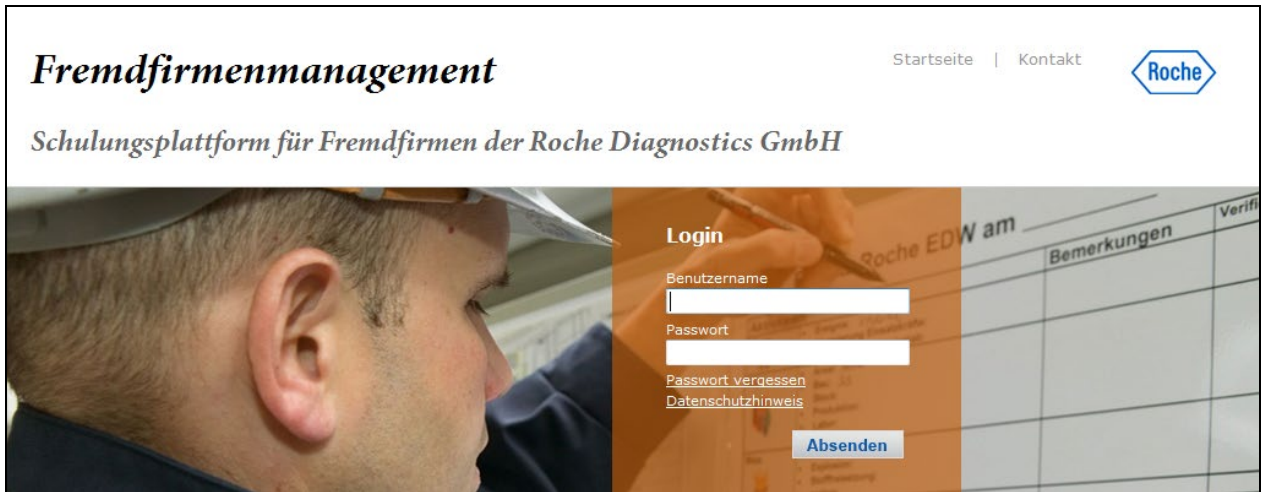 Fremdfirmenmanagement
Startseite | Kontakt
Roche
Schulungsplattform für Fremdfirmen der Roche Diagnostics GmbH
Login
Benutzername
Passwort
Passwort vergessen
Datenschutzhinweis
Absenden
Roche EDW am
Bemerkungen